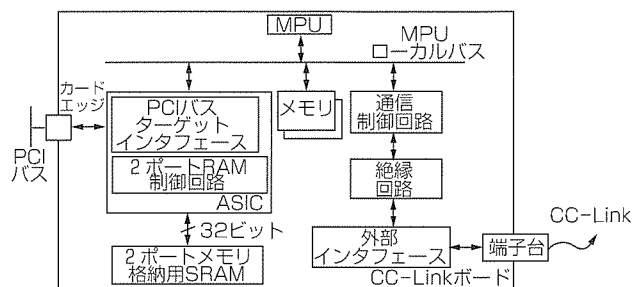 MPU
MPU
ローカルバス
カード
エッジ
PCI
バス
PCIバス
ターゲット
インタフェース
2ポートRAM
制御回路
ASIC
メモリ
通信
制御回路
絶縁
回路
32ビット
2ポートメモリ
格納用SRAM
外部
インタフェース
端子台
CC-Link
CC-Linkボード